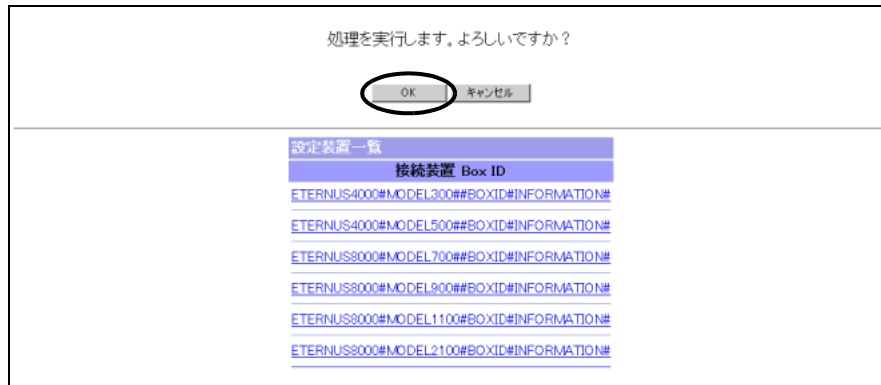 処理を実行します。よろしいですか？
OK キャンセル
設定装置一覧
接続装置 Box ID
ETERNUS4000#MODEL300##BOXID#INFORMATION#
ETERNUS4000#MODEL500##BOXID#INFORMATION#
ETERNUS8000#MODEL700##BOXID#INFORMATION#
ETERNUS8000#MODEL900##BOXID#INFORMATION#
ETERNUS8000#MODEL1100#BOXID#INFORMATION#
ETERNUS8000#MODEL2100#BOXID#INFORMATION#